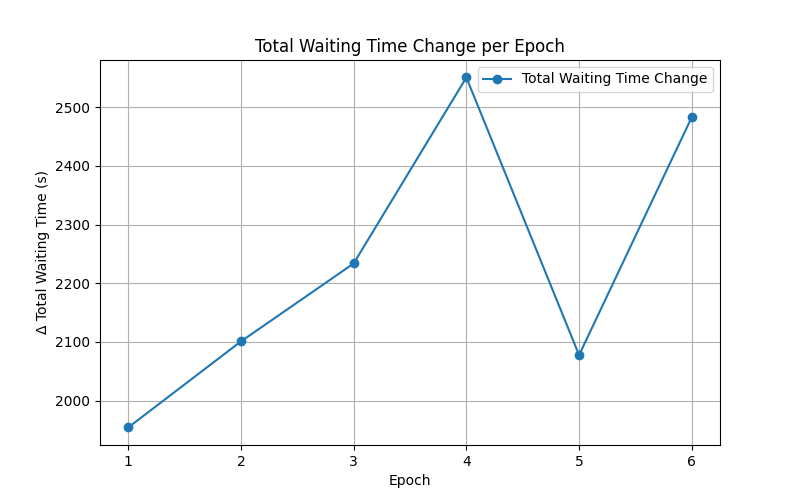 Total Waiting Time Change per Epoch
Total Waiting Time Change
Δ Total Waiting Time (s)
2500
2400
2300
2200
2100
2000
1 2 3 4 5 6
Epoch